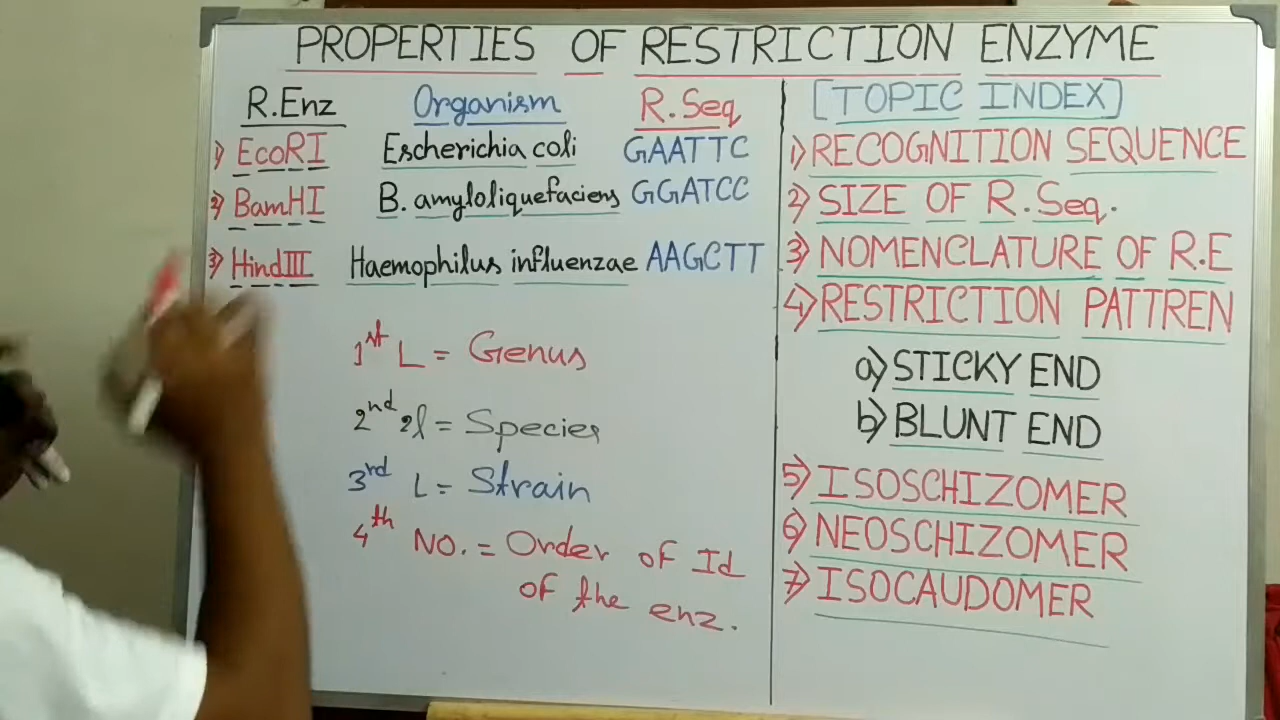 PROPERTIES OF RESTRICTION ENZYME
R.Enz Organism R.Seq
1) EcoRI Escherichia coli GAATTC
2) BamHI B. amyloliquefaciens GGATCC
3) HindIII Haemophilus influenzae AAGCTT
1st L = Genus
2nd 2l = Species
3rd L = Strain
4th NO. = Order of Id
of the enz.
[TOPIC INDEX]
1) RECOGNITION SEQUENCE
2) SIZE OF R.Seq.
3) NOMENCLATURE OF R.E
4) RESTRICTION PATTREN
a) STICKY END
b) BLUNT END
5) ISOSCHIZOMER
6) NEOSCHIZOMER
7) ISOCAUDOMER